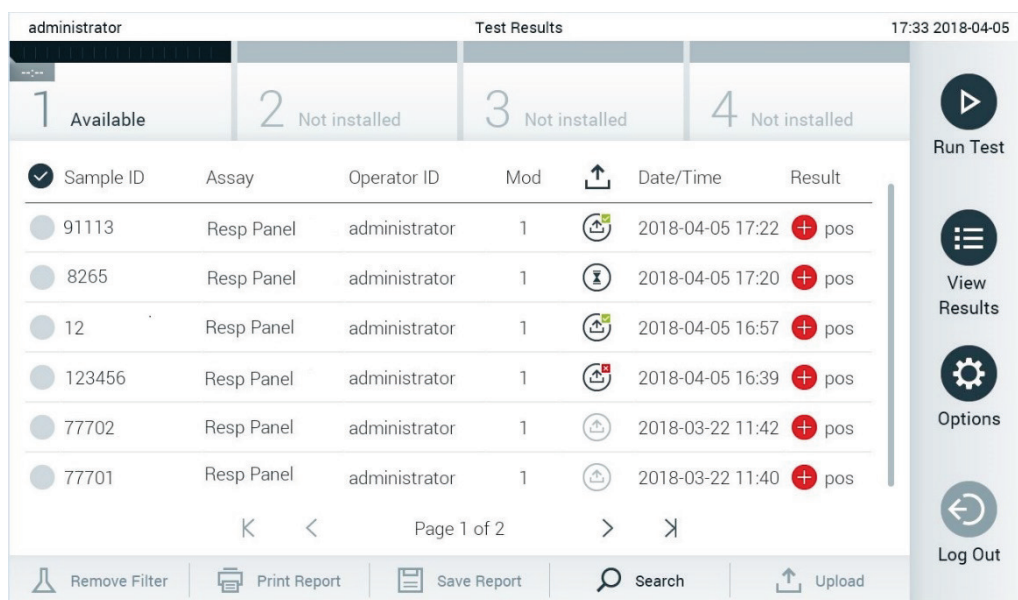 administrator Test Results 17:33 2018-04-05
--:--
1 Available 2 Not installed 3 Not installed 4 Not installed
Run Test
Sample ID Assay Operator ID Mod Date/Time Result
91113 Resp Panel administrator 1 2018-04-05 17:22 pos
8265 Resp Panel administrator 1 2018-04-05 17:20 pos
View
Results
12 Resp Panel administrator 1 2018-04-05 16:57 pos
123456 Resp Panel administrator 1 2018-04-05 16:39 pos
Options
77702 Resp Panel administrator 1 2018-03-22 11:42 pos
77701 Resp Panel administrator 1 2018-03-22 11:40 pos
Page 1 of 2
Log Out
Remove Filter Print Report Save Report Search Upload